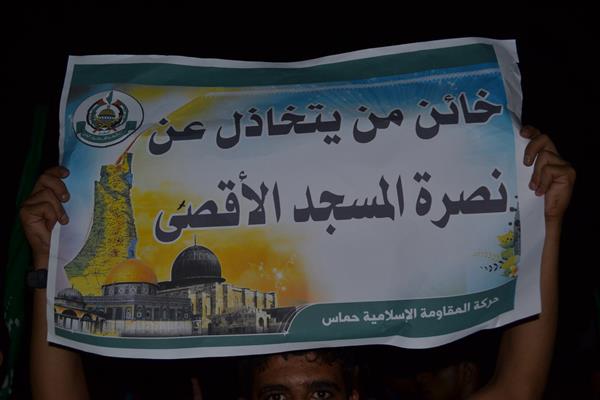 خائن من يتخاذل عن
نصرة المسجد الأقصى
حركة المقاومة الإسلامية حماس